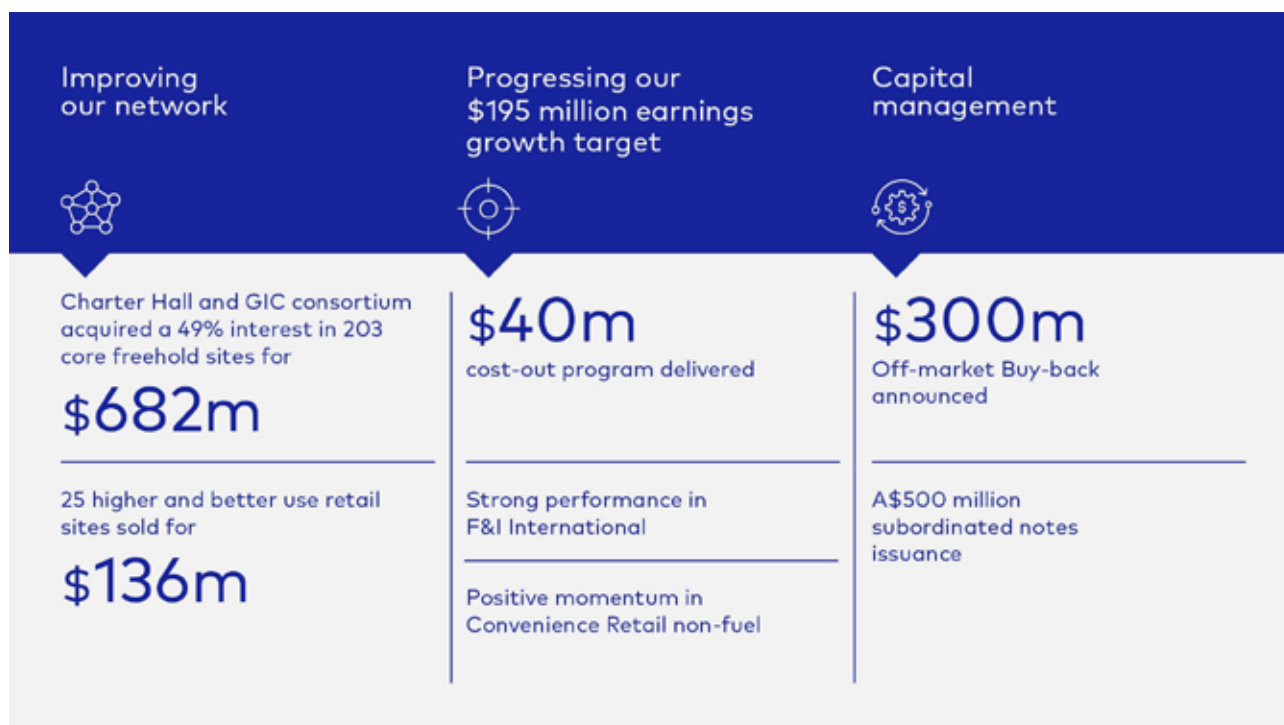 Improving
our network
Progressing our
$195 million earnings
growth target
Capital
management
$
Charter Hall and GIC consortium
acquired a 49% interest in 203
core freehold sites for
$682m
25 higher and better use retail
sites sold for
$136m
$40m
cost-out program delivered
Strong performance in
F&I International
Positive momentum in
Convenience Retail non-fuel
$300m
Off-market Buy-back
announced
A$500 million
subordinated notes
issuance